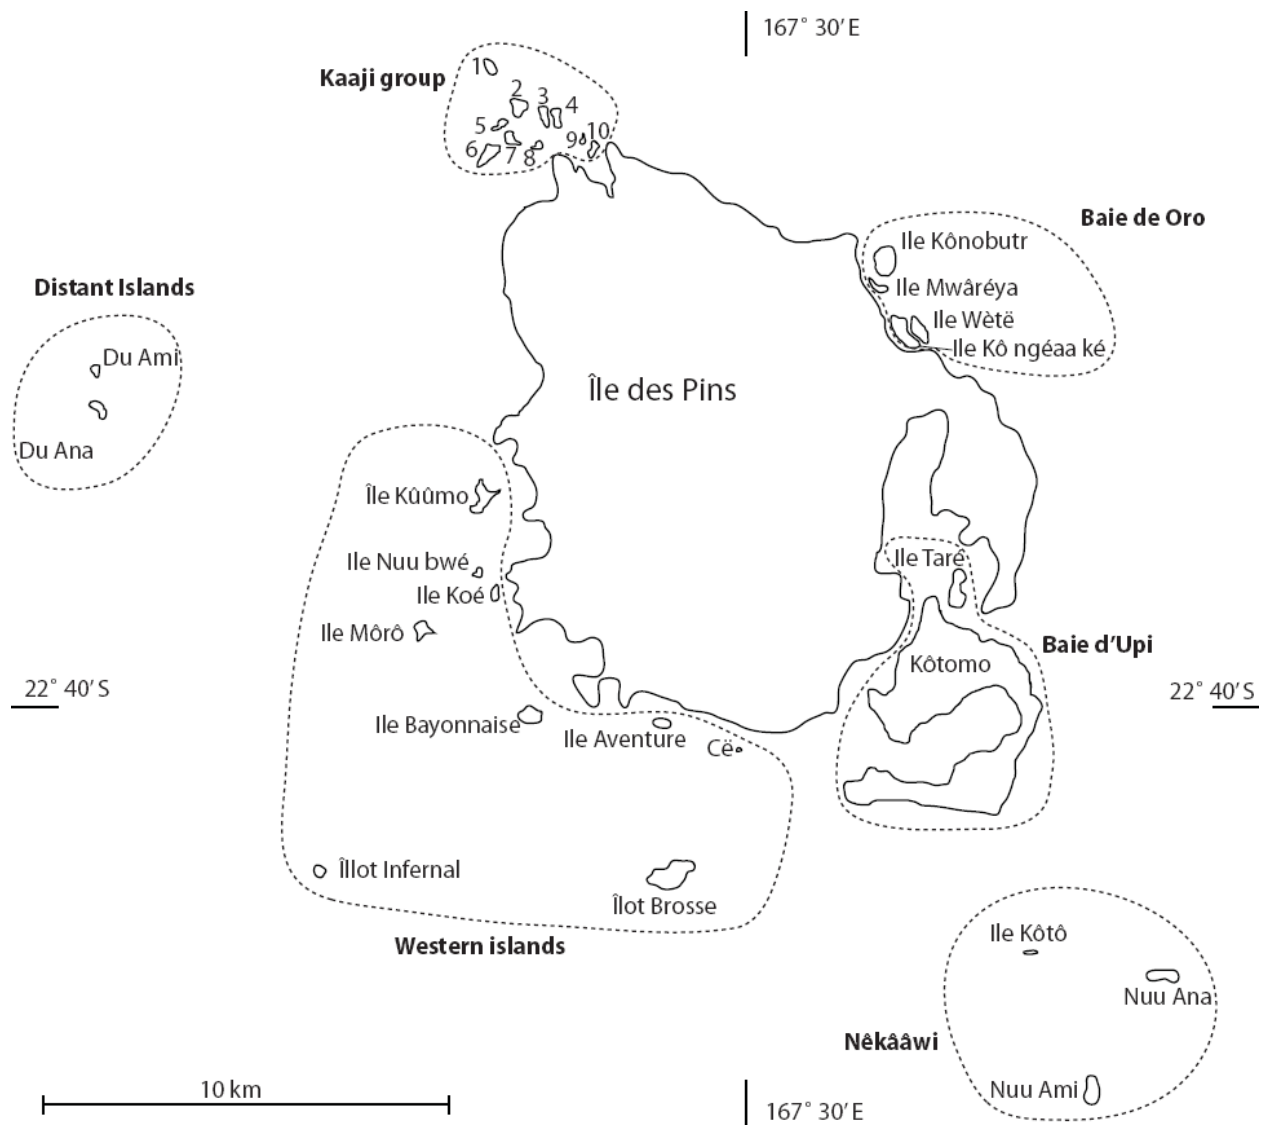 167° 30′ E
Kaaji group
1
2
3
4
5
6
7
8
9
10
Baie de Oro
Ile Kônobutr
Ile Mwâréya
Ile Wètë
Ile Kô ngéaa ké
Distant Islands
Du Ami
Du Ana
Île des Pins
Île Kûûmo
Ile Nuu bwé
Ile Koé
Ile Môrô
Ile Taré
Baie d’Upi
Kôtomo
22° 40′ S
22° 40′ S
Ile Bayonnaise
Ile Aventure
Cë
Îllot Infernal
Îlot Brosse
Western islands
Ile Kôtô
Nuu Ana
Nêkââwi
Nuu Ami
10 km
167° 30′ E